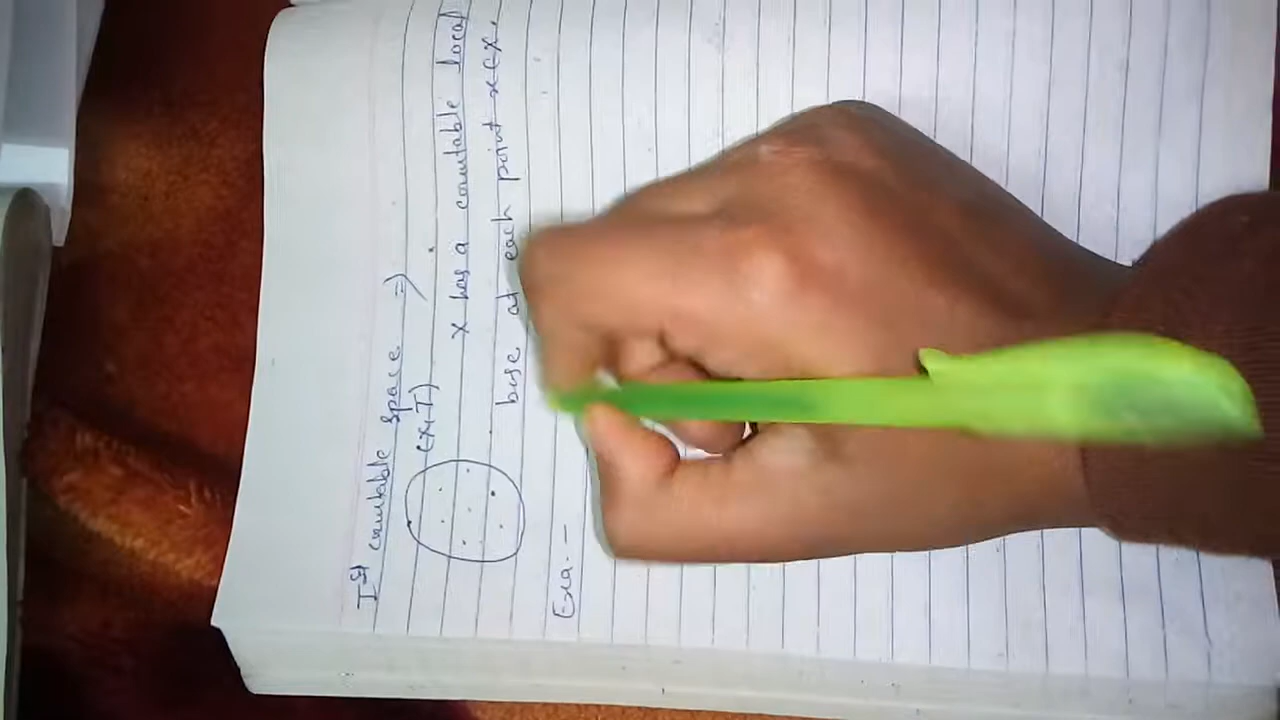 Ist countable space ⇒
(X,T)
X has a countable local
base at each point x∈X.
Exa. –